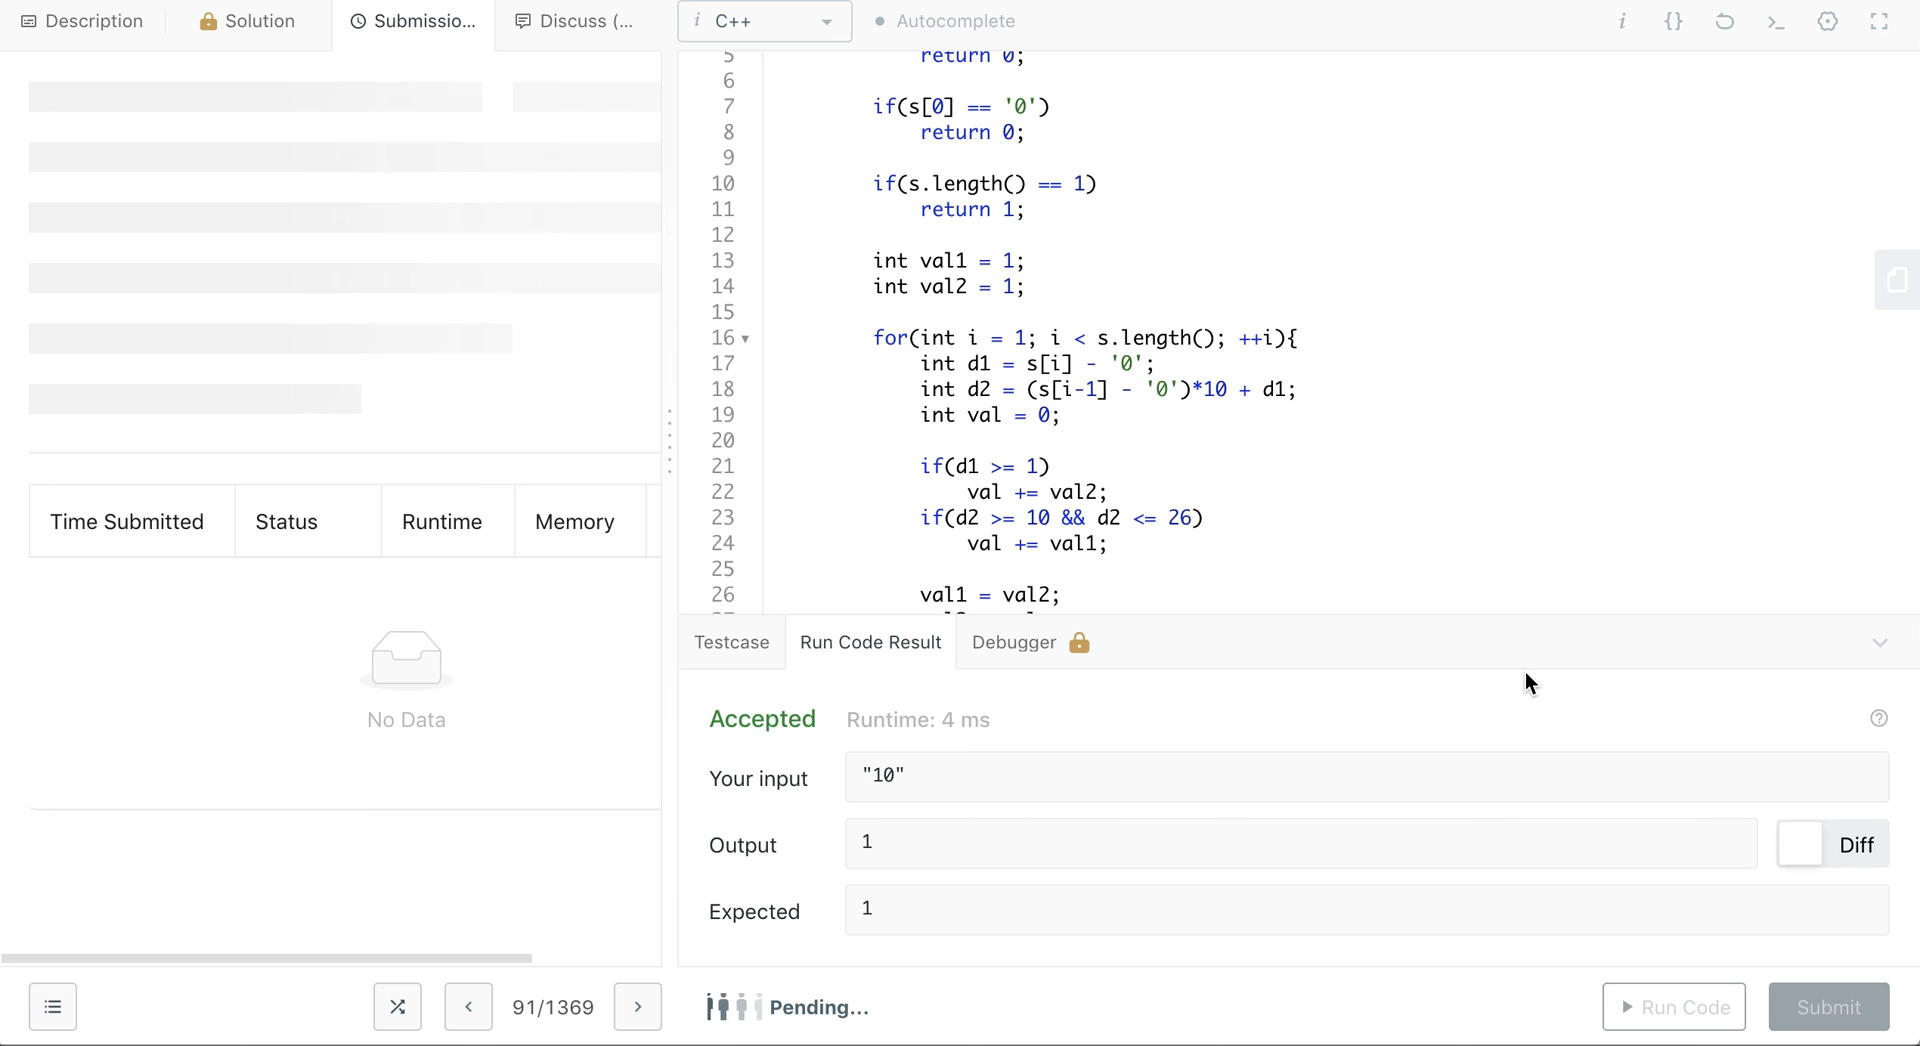 Description
Solution
Submissio...
Discuss (...
i C++
Autocomplete
i {}
5 return 0;
6
7 if(s[0] == '0')
8 return 0;
9
10 if(s.length() == 1)
11 return 1;
12
13 int val1 = 1;
14 int val2 = 1;
15
16 for(int i = 1; i < s.length(); ++i){
17 int d1 = s[i] - '0';
18 int d2 = (s[i-1] - '0')*10 + d1;
19 int val = 0;
20
21 if(d1 >= 1)
22 val += val2;
23 if(d2 >= 10 && d2 <= 26)
24 val += val1;
25
26 val1 = val2;
Time Submitted Status Runtime Memory
No Data
Testcase Run Code Result Debugger
Accepted Runtime: 4 ms
Your input "10"
Output 1 Diff
Expected 1
91/1369
Pending...
Run Code
Submit